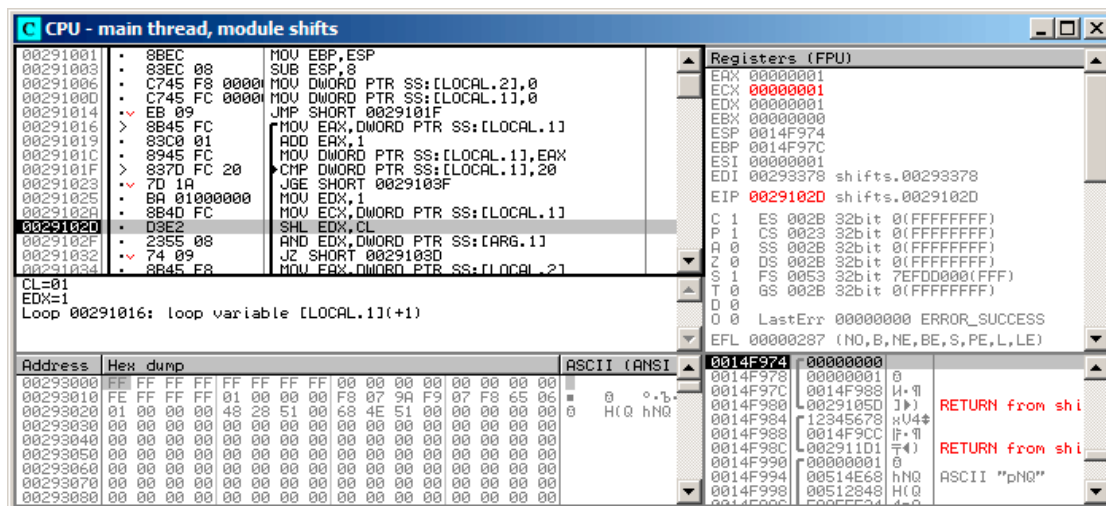 C CPU - main thread, module shifts
00291001 · 8BEC MOV EBP,ESP
00291003 · 83EC 08 SUB ESP,8
00291006 · C745 F8 0000 MOV DWORD PTR SS:[LOCAL.2],0
0029100D · C745 FC 0000 MOV DWORD PTR SS:[LOCAL.1],0
00291014 · EB 09 JMP SHORT 0029101F
00291016 > 8B45 FC MOV EAX,DWORD PTR SS:[LOCAL.1]
00291019 · 83C0 01 ADD EAX,1
0029101C · 8945 FC MOV DWORD PTR SS:[LOCAL.1],EAX
0029101F > 837D FC 20 CMP DWORD PTR SS:[LOCAL.1],20
00291023 · 7D 1A JGE SHORT 0029103F
00291025 · BA 01000000 MOV EDX,1
0029102A · 8B4D FC MOV ECX,DWORD PTR SS:[LOCAL.1]
0029102D · D3E2 SHL EDX,CL
0029102F · 2355 08 AND EDX,DWORD PTR SS:[ARG.1]
00291032 · 74 09 JZ SHORT 0029103D
00291034 · 8B45 F8 MOV EAX,DWORD PTR SS:[LOCAL.2]
CL=01
EDX=1
Loop 00291016: loop variable [LOCAL.1](+1)
Registers (FPU)
EAX 00000001
ECX 00000001
EDX 00000001
EBX 00000000
ESP 0014F974
EBP 0014F97C
ESI 00000001
EDI 00293378 shifts.00293378
EIP 0029102D shifts.0029102D
C 1 ES 002B 32bit 0(FFFFFFFF)
P 1 CS 0023 32bit 0(FFFFFFFF)
A 0 SS 002B 32bit 0(FFFFFFFF)
Z 0 DS 002B 32bit 0(FFFFFFFF)
S 1 FS 0053 32bit 7EFDD000(FFF)
T 0 GS 002B 32bit 0(FFFFFFFF)
D 0
O 0 LastErr 00000000 ERROR_SUCCESS
EFL 00000287 (NO,B,NE,BE,S,PE,L,LE)
Address Hex dump ASCII (ANSI
00293000 FF FF FF FF FF FF FF FF 00 00 00 00 00 00 00 00
00293010 FE FF FF FF 01 00 00 00 F8 07 9A F9 07 F8 65 06
00293020 01 00 00 00 48 28 51 00 68 4E 51 00 00 00 00 00 H(Q hNQ
00293030 00 00 00 00 00 00 00 00 00 00 00 00 00 00 00 00
00293040 00 00 00 00 00 00 00 00 00 00 00 00 00 00 00 00
00293050 00 00 00 00 00 00 00 00 00 00 00 00 00 00 00 00
00293060 00 00 00 00 00 00 00 00 00 00 00 00 00 00 00 00
00293070 00 00 00 00 00 00 00 00 00 00 00 00 00 00 00 00
00293080 00 00 00 00 00 00 00 00 00 00 00 00 00 00 00 00
0014F974 00000000
0014F978 00000001
0014F97C 0014F988
0014F980 0029105D RETURN from shi
0014F984 12345678 xV4
0014F988 0014F9CC
0014F98C 002911D1 RETURN from shi
0014F990 00000001
0014F994 00514E68 hNQ ASCII "pNQ"
0014F998 00512848 H(Q